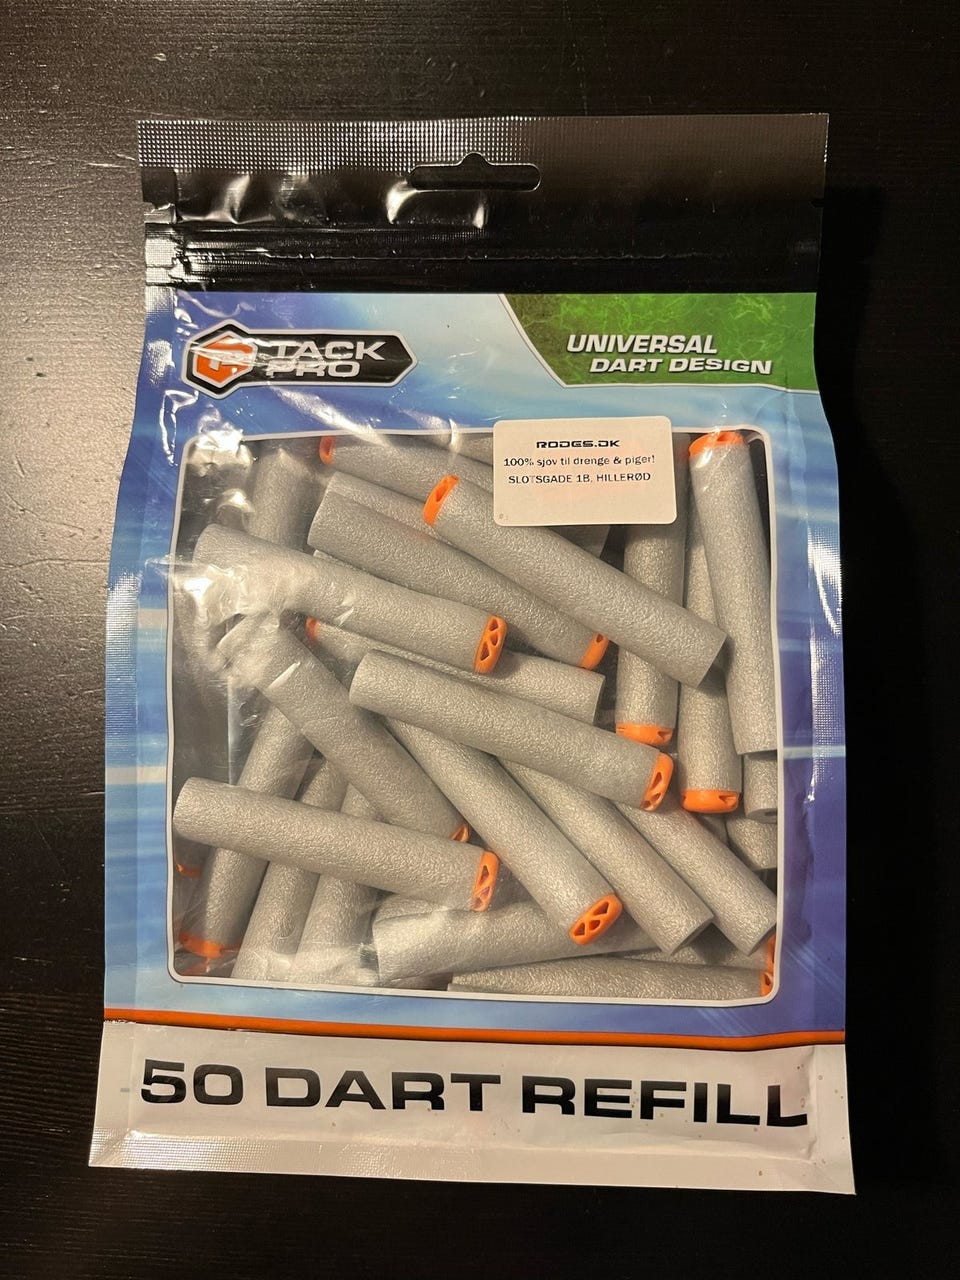 TACK
PRO
UNIVERSAL
DART DESIGN
RODES.DK
100% sjov til drenge & piger!
SLOTSGADE 1B, HILLERØD
50 DART REFILL